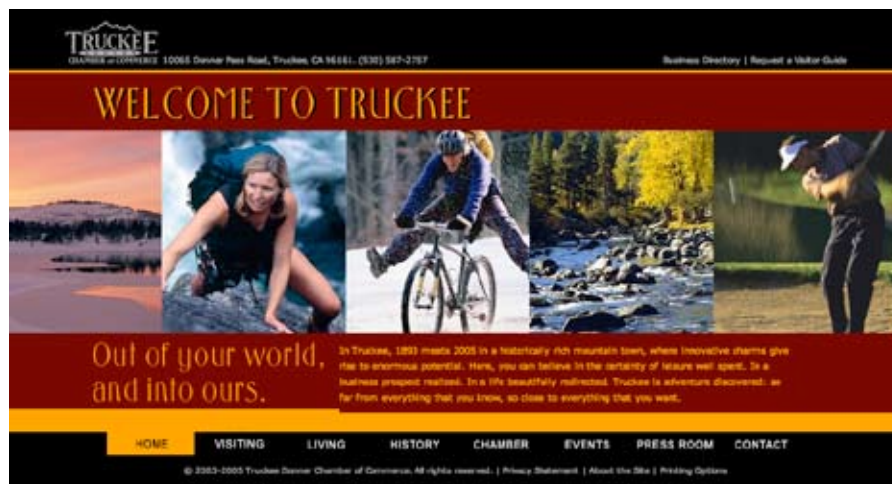 TRUCKEE
CHAMBER of COMMERCE 10065 Donner Pass Road, Truckee, CA 96161. (530) 587-2757
Business Directory | Request a Visitor Guide
WELCOME TO TRUCKEE
Out of your world,
and into ours.
In Truckee, 1893 meets 2005 in a historically rich mountain town, where innovative charms give
rise to enormous potential. Here, you can believe in the certainty of leisure well spent. In a
business prospect realized. In a life beautifully redirected. Truckee is adventure discovered: as
far from everything that you know, so close to everything that you want.
HOME VISITING LIVING HISTORY CHAMBER EVENTS PRESS ROOM CONTACT
© 2003-2005 Truckee Donner Chamber of Commerce. All rights reserved. | Privacy Statement | About the Site | Printing Options